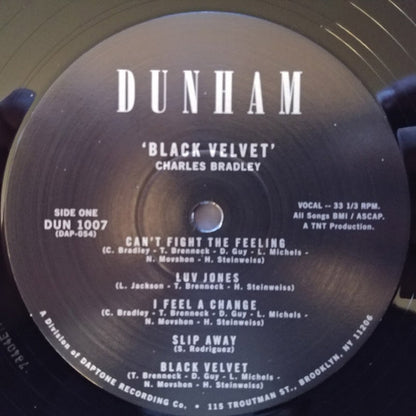 DUNHAM
'BLACK VELVET'
CHARLES BRADLEY
SIDE ONE
DUN 1007
(DAP-054)
VOCAL -- 33 1/3 RPM.
All Songs BMI / ASCAP.
A TNT Production.
CAN'T FIGHT THE FEELING
(C. Bradley - T. Brenneck - D. Guy - L. Michels -
N. Movshon - H. Steinweiss)
LUV JONES
(L. Jackson - T. Brenneck - H. Steinweiss)
I FEEL A CHANGE
(C. Bradley - T. Brenneck - D. Guy - L. Michels -
N. Movshon - H. Steinweiss)
SLIP AWAY
(S. Rodriguez)
BLACK VELVET
(T. Brenneck - D. Guy - L. Michels -
N. Movshon - H. Steinweiss)
A Division of DAPTONE RECORDING Co. • 115 TROUTMAN ST., BROOKLYN, NY 11206